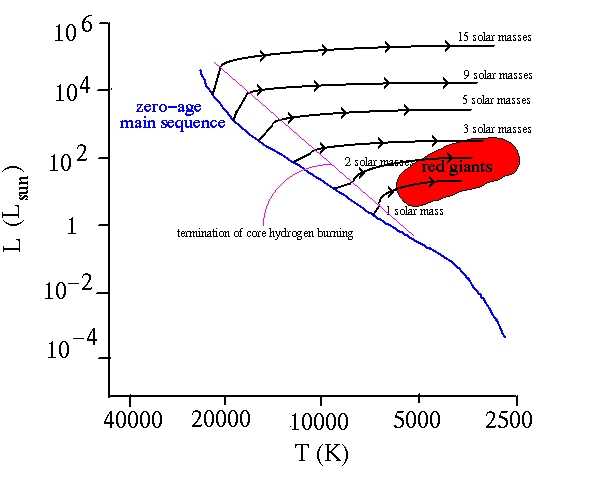 10^6
15 solar masses
9 solar masses
10^4
5 solar masses
zero-age
main sequence
3 solar masses
10^2
2 solar masses
red giants
1 solar mass
1
termination of core hydrogen burning
L (L_sun)
10^−2
10^−4
40000 20000 10000 5000 2500
T (K)